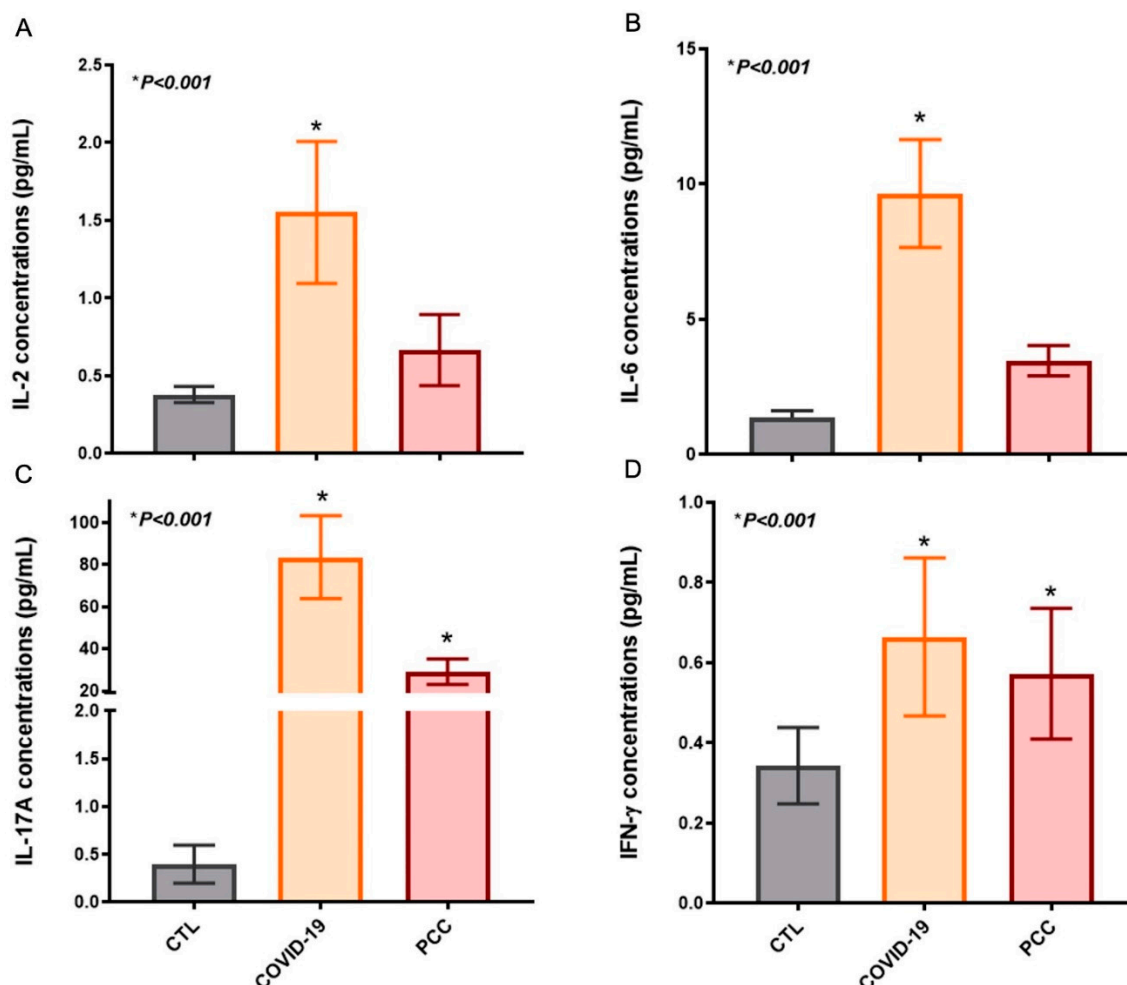 A
IL-2 concentrations (pg/mL)
2.5
2.0
1.5
1.0
0.5
0.0
*P<0.001
*
B
IL-6 concentrations (pg/mL)
15
10
5
0
*P<0.001
*
C
IL-17A concentrations (pg/mL)
100
80
60
40
20
2.0
1.5
1.0
0.5
0.0
*P<0.001
*
*
CTL
COVID-19
PCC
D
IFN-γ concentrations (pg/mL)
1.0
0.8
0.6
0.4
0.2
0.0
*P<0.001
*
*
CTL
COVID-19
PCC